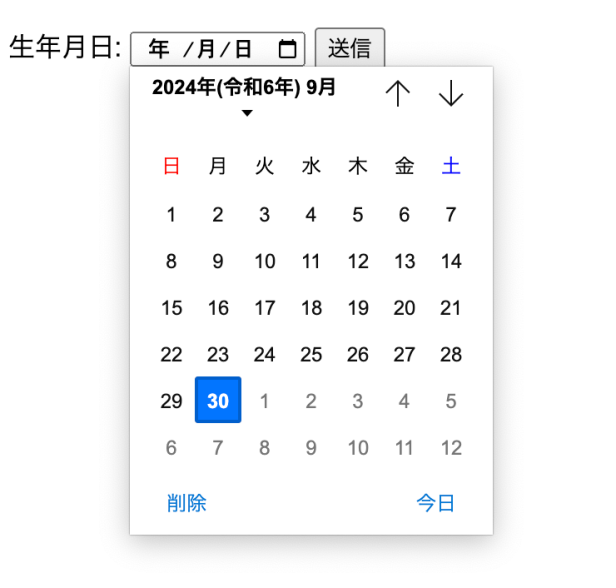 生年月日: 年 /月/日 送信
2024年(令和6年) 9月
日 月 火 水 木 金 土
1 2 3 4 5 6 7
8 9 10 11 12 13 14
15 16 17 18 19 20 21
22 23 24 25 26 27 28
29 30 1 2 3 4 5
6 7 8 9 10 11 12
削除 今日